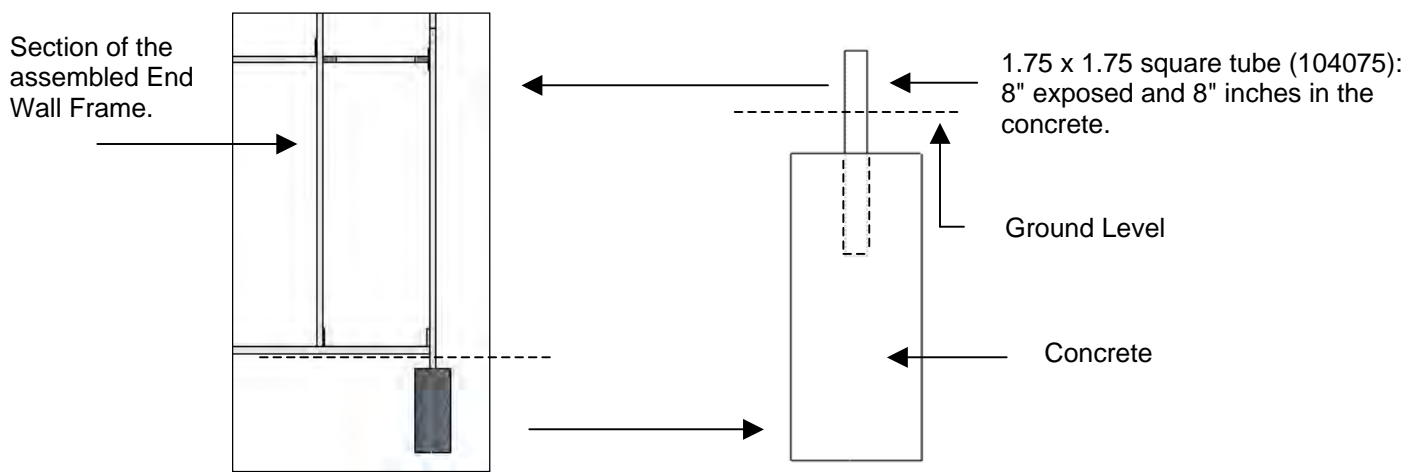 Section of the
assembled End
Wall Frame.
1.75 x 1.75 square tube (104075):
8" exposed and 8" inches in the
concrete.
Ground Level
Concrete